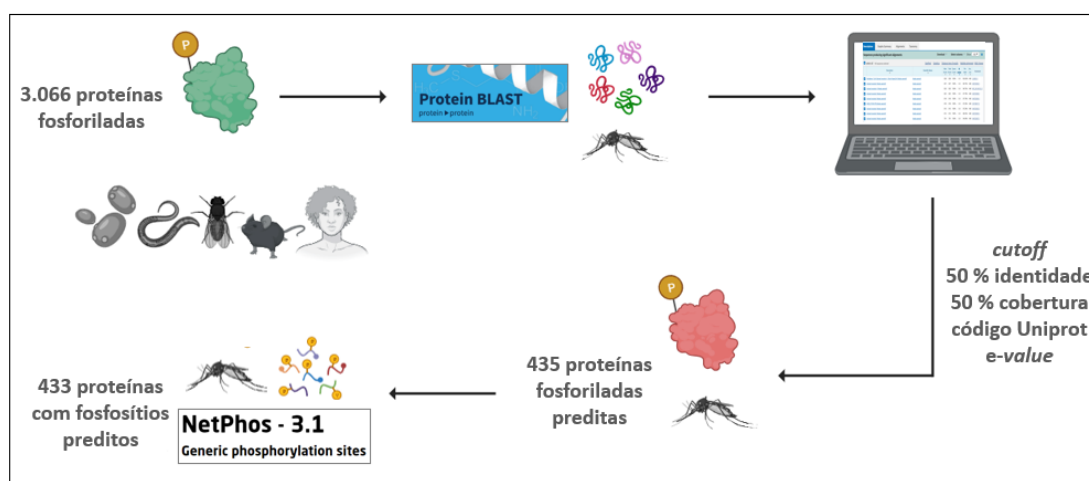 P
3.066 proteínas
fosforiladas
Protein BLAST
protein▸protein
cutoff
50 % identidade
50 % cobertura
código Uniprot
e-value
P
435 proteínas
fosforiladas
preditas
433 proteínas
com fosfosítios
preditos
NetPhos - 3.1
Generic phosphorylation sites